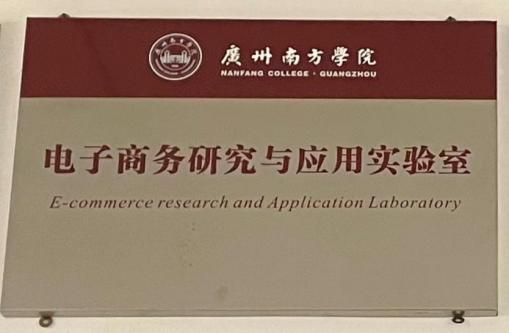 廣州南方學院
NANFANG COLLEGE · GUANGZHOU
电子商务研究与应用实验室
E-commerce research and Application Laboratory